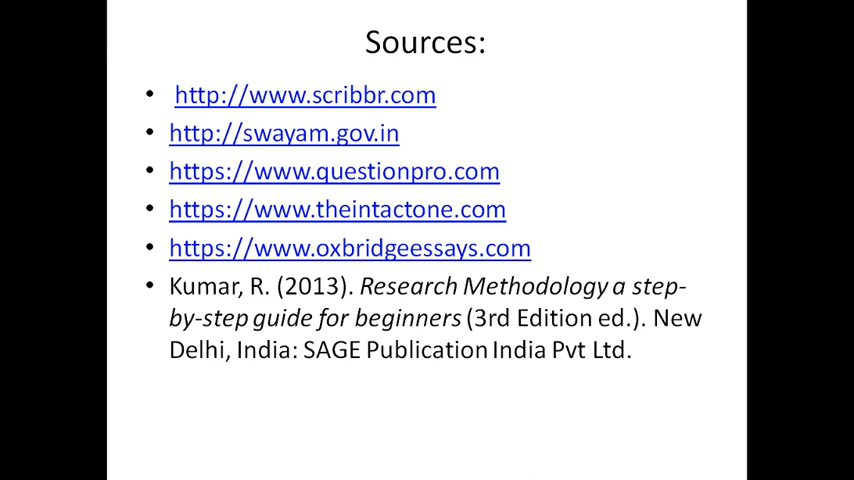 Sources:
• http://www.scribbr.com
• http://swayam.gov.in
• https://www.questionpro.com
• https://www.theintactone.com
• https://www.oxbridgeessays.com
• Kumar, R. (2013). Research Methodology a step-
by-step guide for beginners (3rd Edition ed.). New
Delhi, India: SAGE Publication India Pvt Ltd.